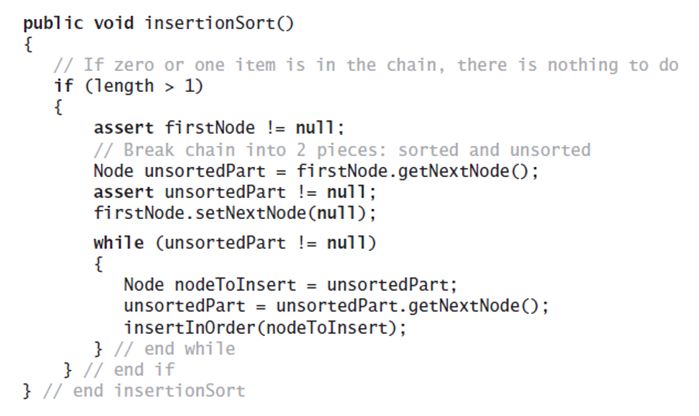 public void insertionSort()
{
// If zero or one item is in the chain, there is nothing to do
if (length > 1)
{
assert firstNode != null;
// Break chain into 2 pieces: sorted and unsorted
Node unsortedPart = firstNode.getNextNode();
assert unsortedPart != null;
firstNode.setNextNode(null);
while (unsortedPart != null)
{
Node nodeToInsert = unsortedPart;
unsortedPart = unsortedPart.getNextNode();
insertInOrder(nodeToInsert);
} // end while
} // end if
} // end insertionSort